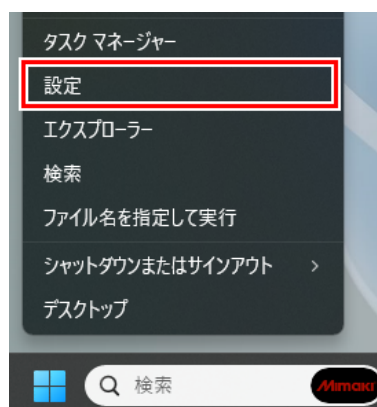 タスク マネージャー
設定
エクスプローラー
検索
ファイル名を指定して実行
シャットダウンまたはサインアウト
デスクトップ
検索
Mimaki